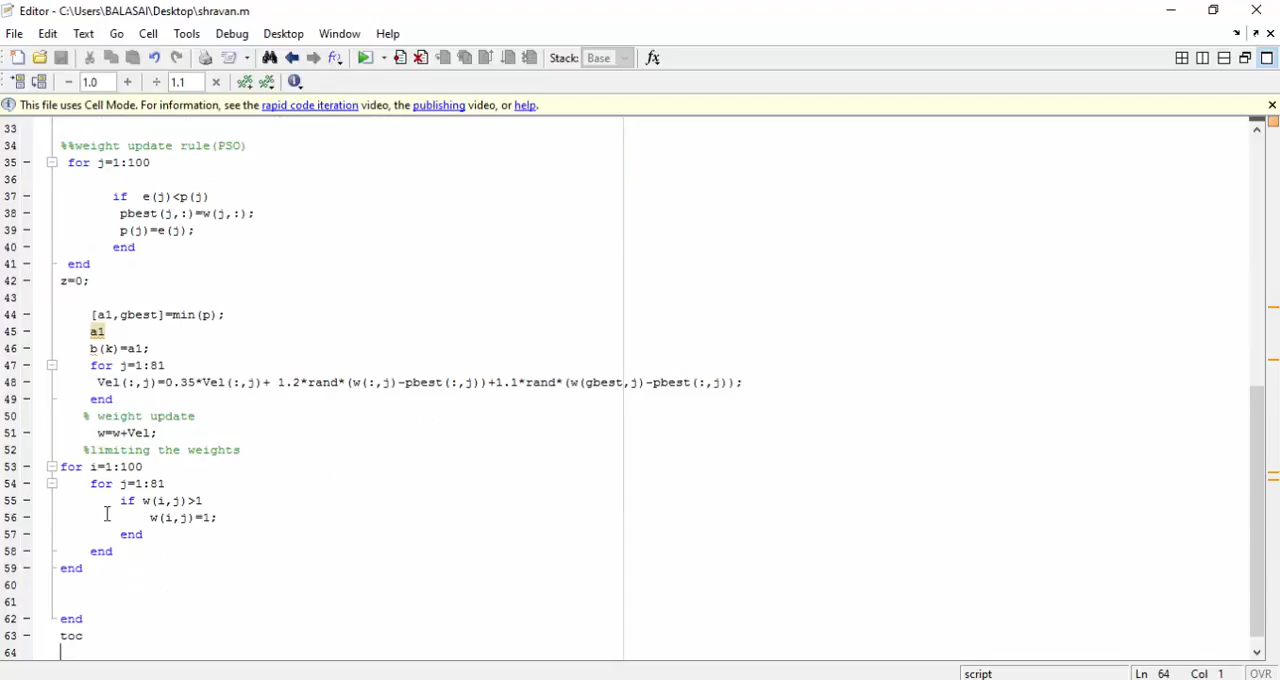 Editor - C:\Users\BALASAI\Desktop\shravan.m
File Edit Text Go Cell Tools Debug Desktop Window Help
Stack: Base fx
− 1.0 + ÷ 1.1 ×
This file uses Cell Mode. For information, see the rapid code iteration video, the publishing video, or help.
33
34 %%weight update rule(PSO)
35 − for j=1:100
36
37 − if e(j)<p(j)
38 − pbest(j,:)=w(j,:);
39 − p(j)=e(j);
40 − end
41 − end
42 − z=0;
43
44 − [a1,gbest]=min(p);
45 − a1
46 − b(k)=a1;
47 − for j=1:81
48 − Vel(:,j)=0.35*Vel(:,j)+ 1.2*rand*(w(:,j)-pbest(:,j))+1.1*rand*(w(gbest,j)-pbest(:,j));
49 − end
50 % weight update
51 − w=w+Vel;
52 %limiting the weights
53 − for i=1:100
54 − for j=1:81
55 − if w(i,j)>1
56 − w(i,j)=1;
57 − end
58 − end
59 − end
60
61
62 − end
63 − toc
64
script Ln 64 Col 1 OVR